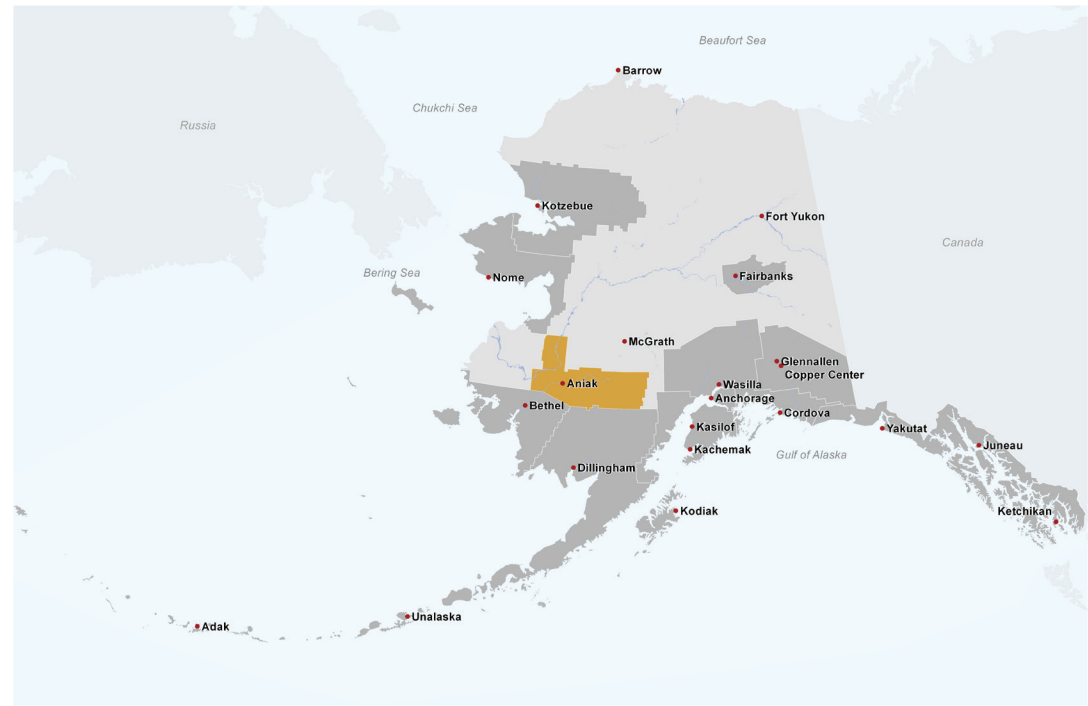 Beaufort Sea
Barrow
Chukchi Sea
Russia
Kotzebue
Fort Yukon
Canada
Bering Sea
Nome
Fairbanks
McGrath
Glennallen
Copper Center
Aniak
Wasilla
Anchorage
Bethel
Cordova
Kasilof
Yakutat
Juneau
Kachemak
Gulf of Alaska
Dillingham
Kodiak
Ketchikan
Unalaska
Adak